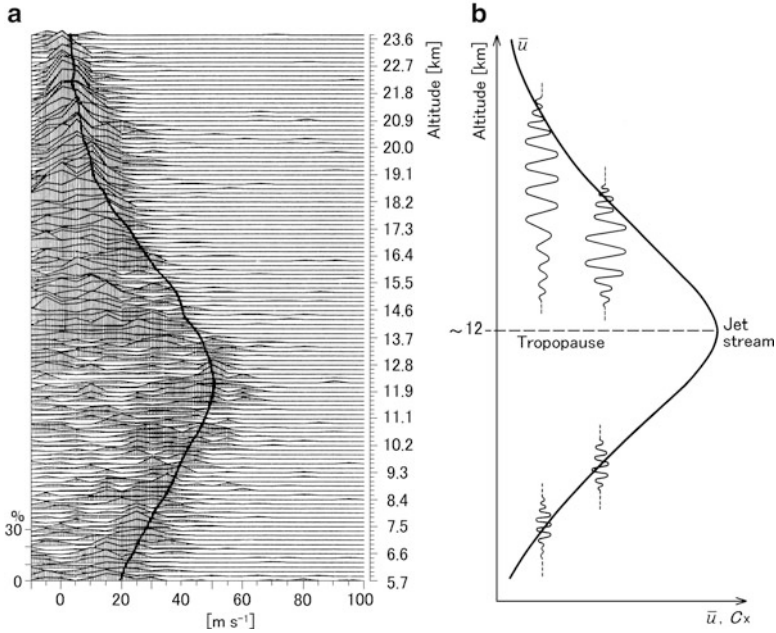 a
23.6
22.7
21.8
20.9
20.0
19.1
18.2
17.3
16.4
15.5
14.6
13.7
12.8
11.9
11.1
10.2
9.3
8.4
7.5
6.6
5.7
Altitude [km]
%
30
0
0 20 40 60 80 100
[m s⁻¹]
b
ū
Altitude [km]
~12
Tropopause
Jet
stream
ū, Cx